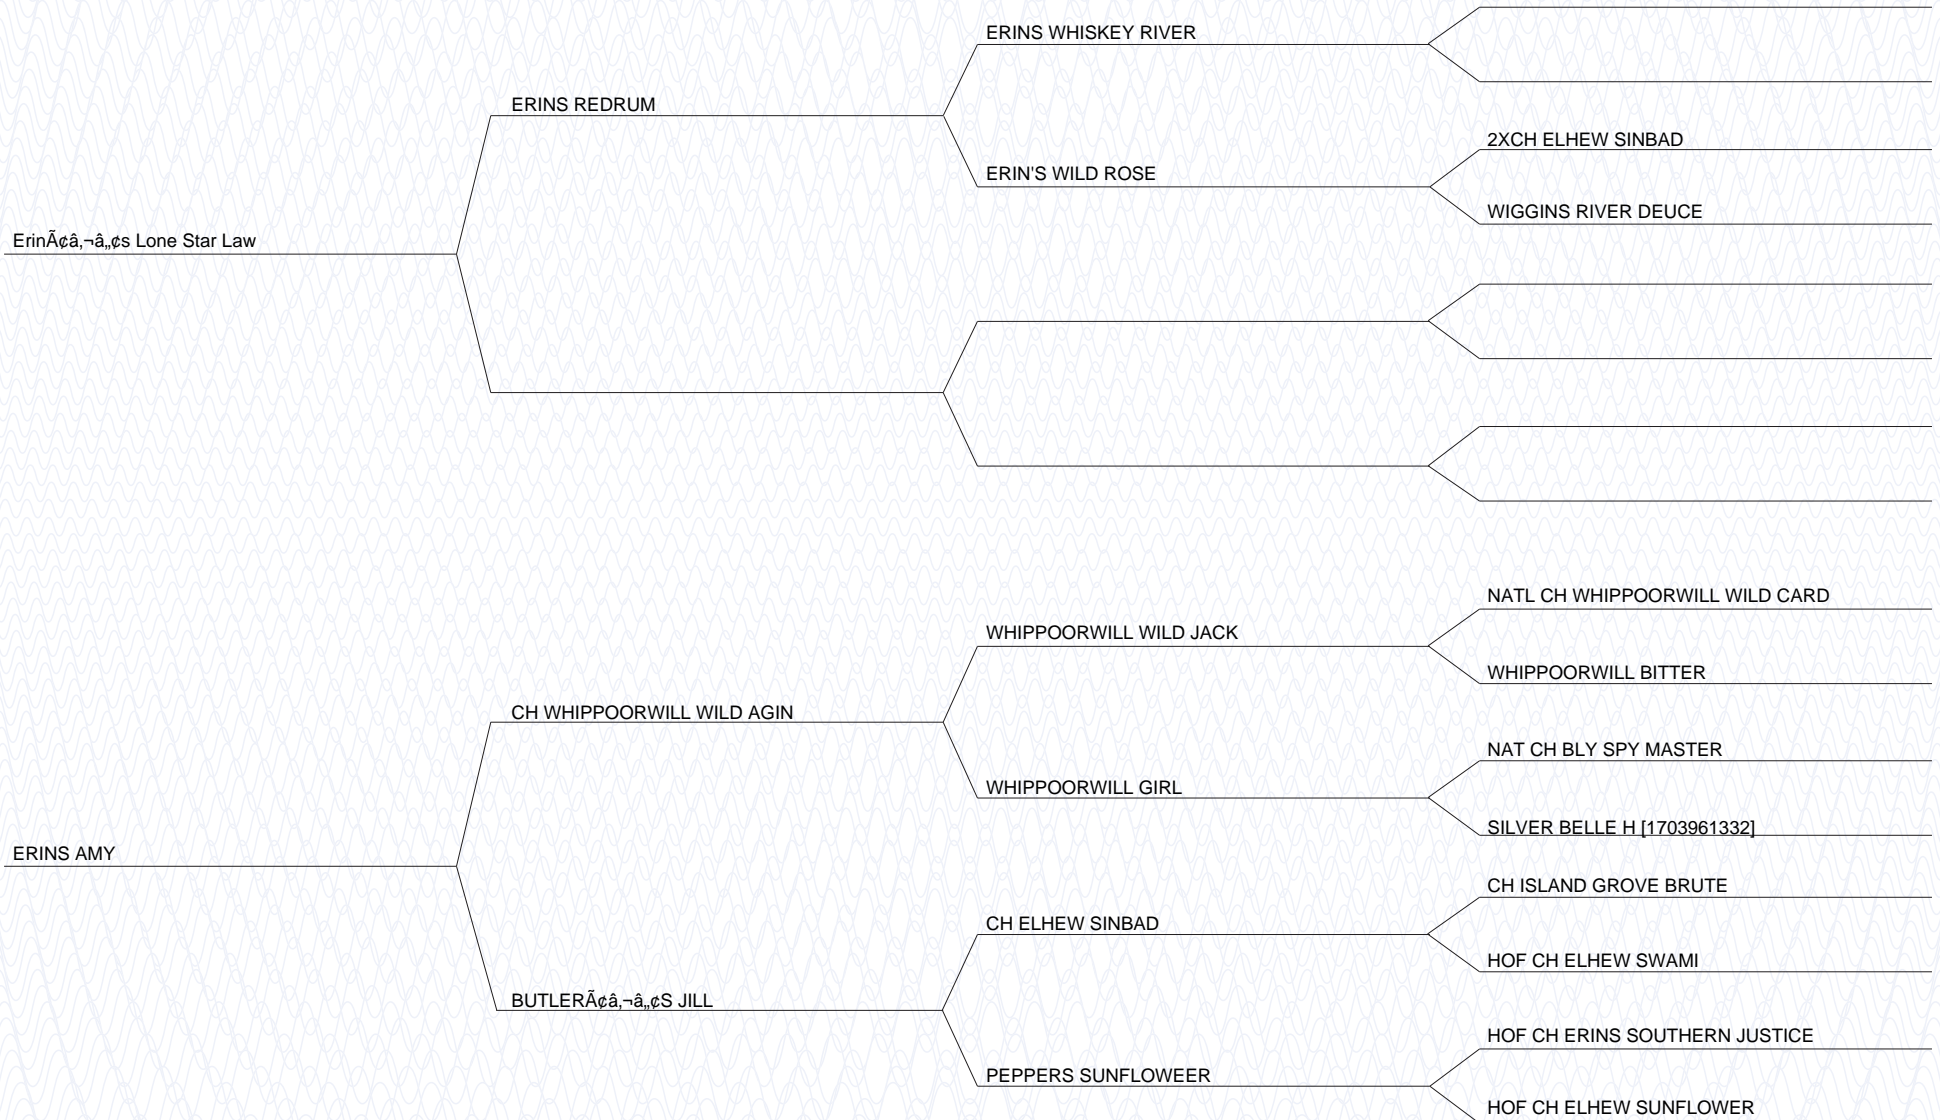 ERINS WHISKEY RIVER
ERINS REDRUM
2XCH ELHEW SINBAD
ERIN'S WILD ROSE
WIGGINS RIVER DEUCE
ErinÃ¢â‚¬â„¢s Lone Star Law
NATL CH WHIPPOORWILL WILD CARD
WHIPPOORWILL WILD JACK
WHIPPOORWILL BITTER
CH WHIPPOORWILL WILD AGIN
NAT CH BLY SPY MASTER
WHIPPOORWILL GIRL
SILVER BELLE H [1703961332]
ERINS AMY
CH ISLAND GROVE BRUTE
CH ELHEW SINBAD
HOF CH ELHEW SWAMI
BUTLERÃ¢â‚¬â„¢S JILL
HOF CH ERINS SOUTHERN JUSTICE
PEPPERS SUNFLOWEER
HOF CH ELHEW SUNFLOWER